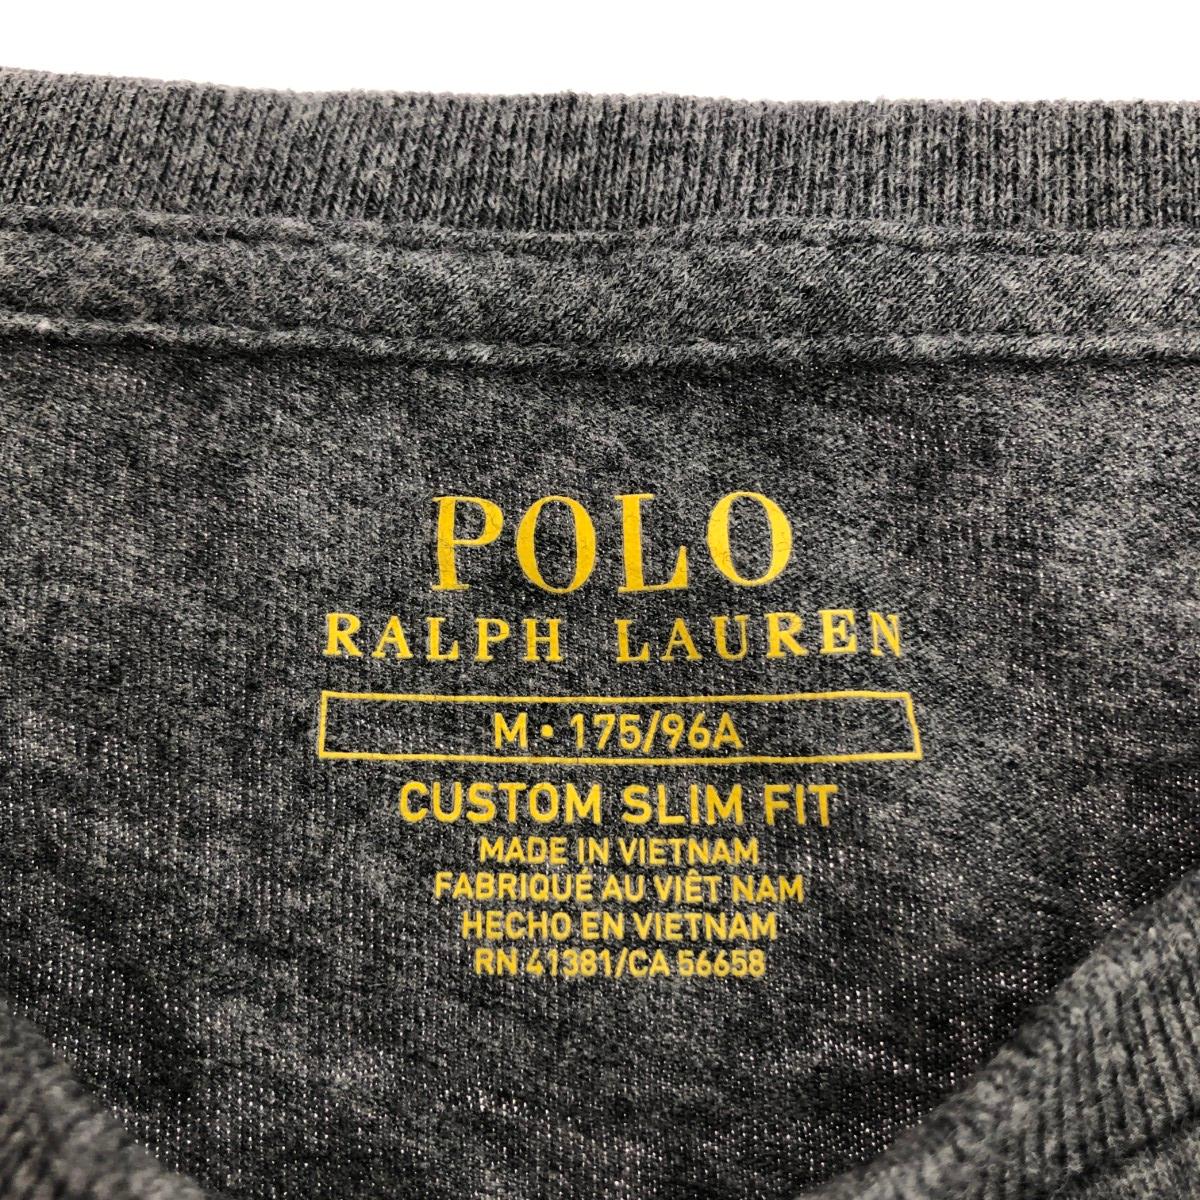 POLO
RALPH LAUREN
M • 175/96A
CUSTOM SLIM FIT
MADE IN VIETNAM
FABRIQUÉ AU VIÊT NAM
HECHO EN VIETNAM
RN 41381/CA 56658